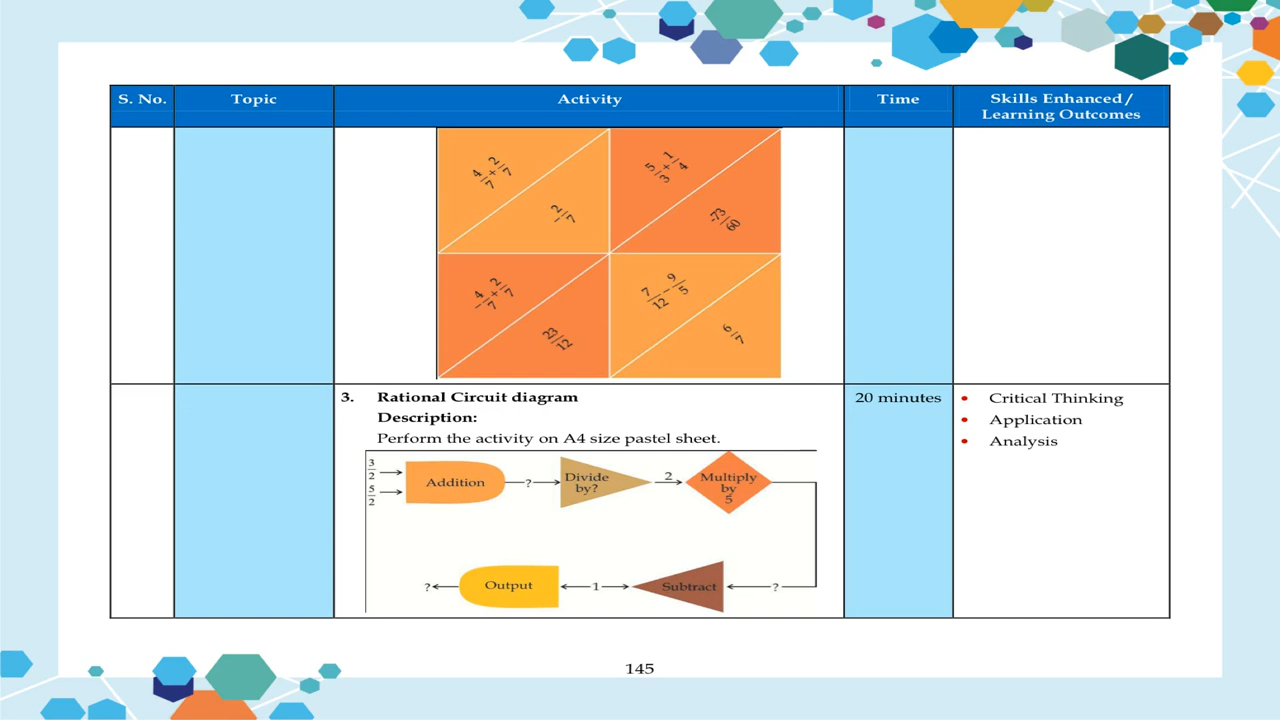 S. No. Topic Activity Time Skills Enhanced/
Learning Outcomes
4/7 + 2/7
5/3 + 1/4
-2/7
-73/60
-4/7 + 2/7
7/12 - 9/5
23/12
6/7
3. Rational Circuit diagram
Description:
Perform the activity on A4 size pastel sheet.
20 minutes
• Critical Thinking
• Application
• Analysis
3/2
5/2
Addition
?
Divide
by?
2
Multiply
by
5
?
Output
1
Subtract
?
145